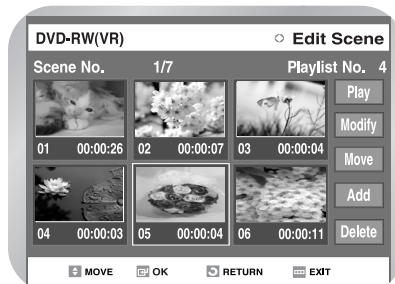 DVD-RW(VR) Edit Scene
Scene No. 1/7 Playlist No. 4
Play
Modify
Move
Add
Delete
01 00:00:26 02 00:00:07 03 00:00:04
04 00:00:03 05 00:00:04 06 00:00:11
MOVE OK RETURN EXIT